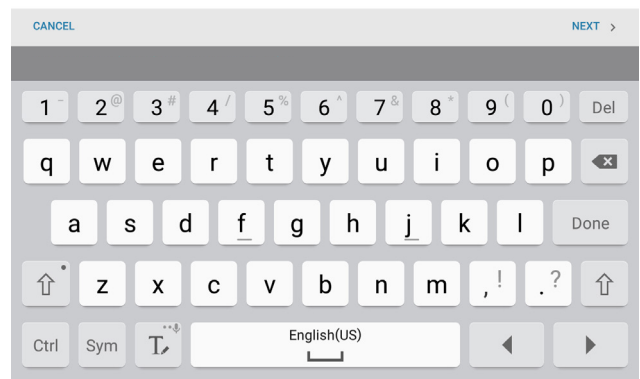 CANCEL NEXT >
1 - 2 @ 3 # 4 / 5 % 6 ^ 7 & 8 * 9 ( 0 ) Del
q w e r t y u i o p
a s d f g h j k l Done
z x c v b n m , ! . ?
Ctrl Sym T English(US)